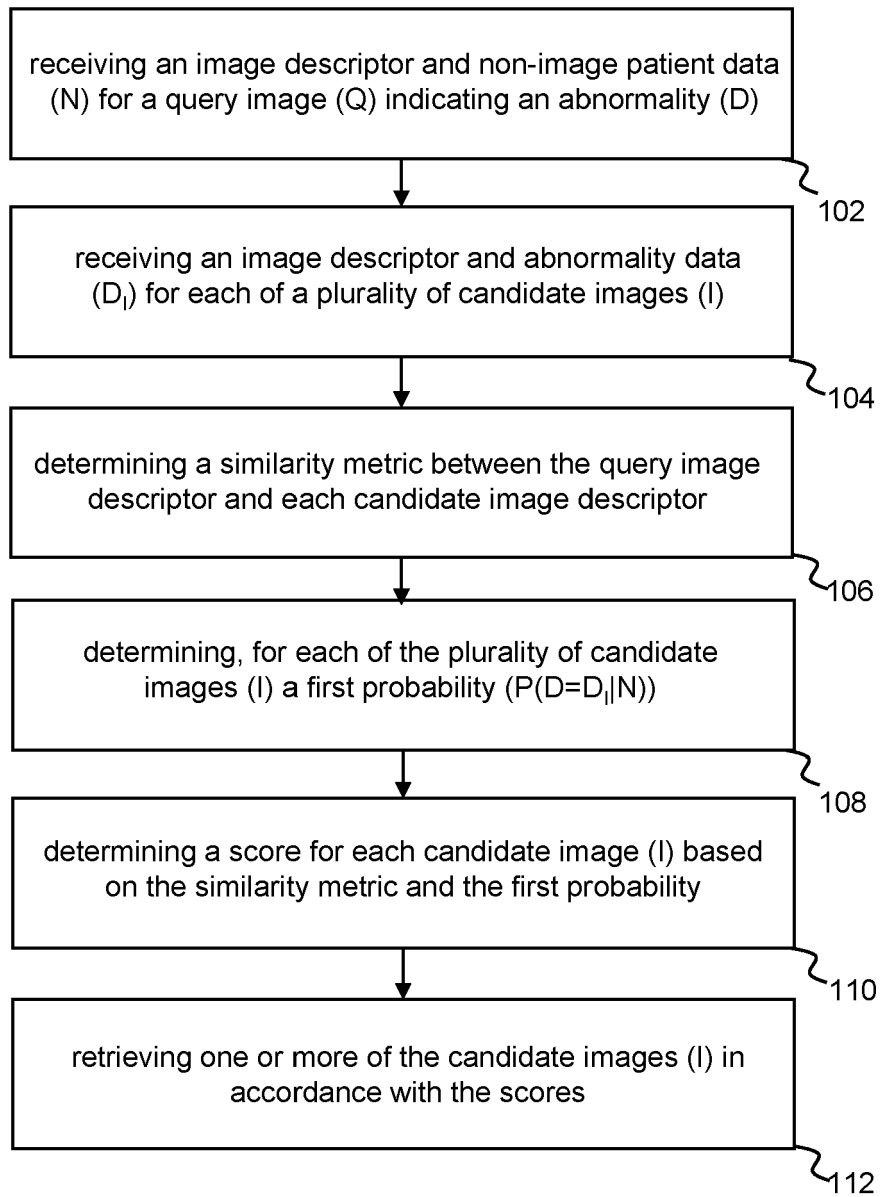 receiving an image descriptor and non-image patient data
(N) for a query image (Q) indicating an abnormality (D)
102
receiving an image descriptor and abnormality data
(D_I) for each of a plurality of candidate images (I)
104
determining a similarity metric between the query image
descriptor and each candidate image descriptor
106
determining, for each of the plurality of candidate
images (I) a first probability (P(D=D_I|N))
108
determining a score for each candidate image (I) based
on the similarity metric and the first probability
110
retrieving one or more of the candidate images (I) in
accordance with the scores
112